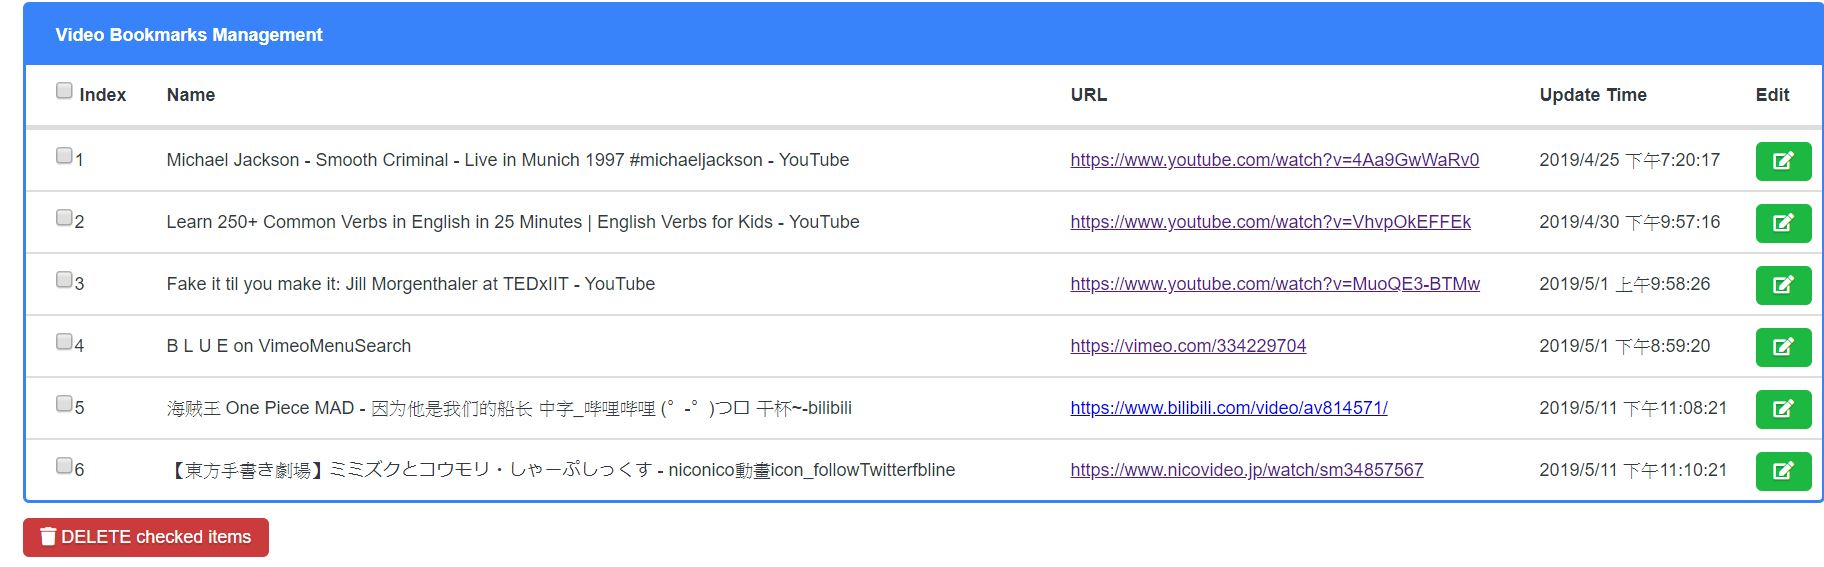 Video Bookmarks Management
Index Name URL Update Time Edit
1 Michael Jackson - Smooth Criminal - Live in Munich 1997 #michaeljackson - YouTube https://www.youtube.com/watch?v=4Aa9GwWaRv0 2019/4/25 下午7:20:17
2 Learn 250+ Common Verbs in English in 25 Minutes | English Verbs for Kids - YouTube https://www.youtube.com/watch?v=VhvpOkEFFEk 2019/4/30 下午9:57:16
3 Fake it til you make it: Jill Morgenthaler at TEDxIIT - YouTube https://www.youtube.com/watch?v=MuoQE3-BTMw 2019/5/1 上午9:58:26
4 B L U E on VimeoMenuSearch https://vimeo.com/334229704 2019/5/1 下午8:59:20
5 海贼王 One Piece MAD - 因为他是我们的船长 中字_哔哩哔哩 (゜-゜)つロ 干杯~-bilibili https://www.bilibili.com/video/av814571/ 2019/5/11 下午11:08:21
6 【東方手書き劇場】ミミズクとコウモリ・しゃーぷしっくす - niconico動畫icon_followTwitterfbline https://www.nicovideo.jp/watch/sm34857567 2019/5/11 下午11:10:21
DELETE checked items